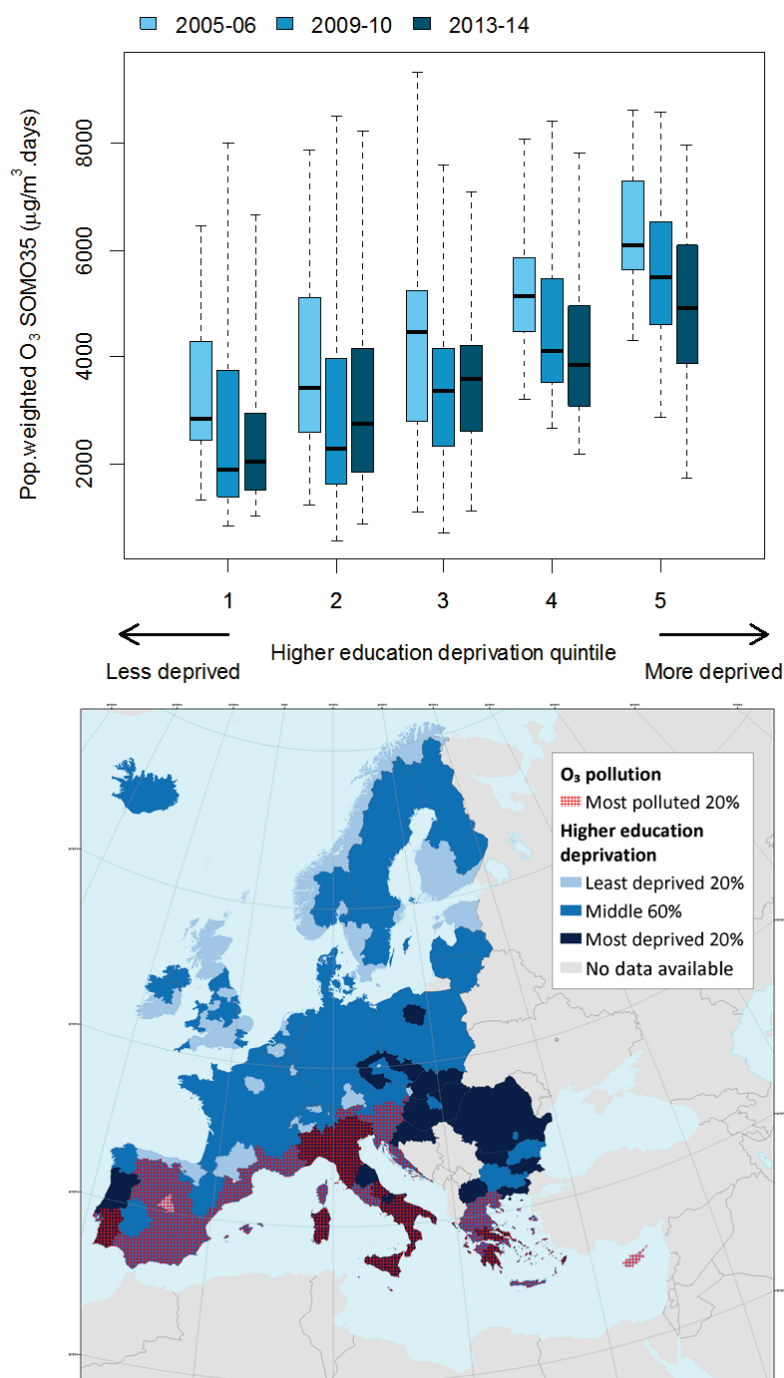 2005-06 2009-10 2013-14
Pop.weighted O₃ SOMO35 (μg/m³.days)
8000
6000
4000
2000
1 2 3 4 5
Less deprived Higher education deprivation quintile More deprived
O₃ pollution
Most polluted 20%
Higher education
deprivation
Least deprived 20%
Middle 60%
Most deprived 20%
No data available